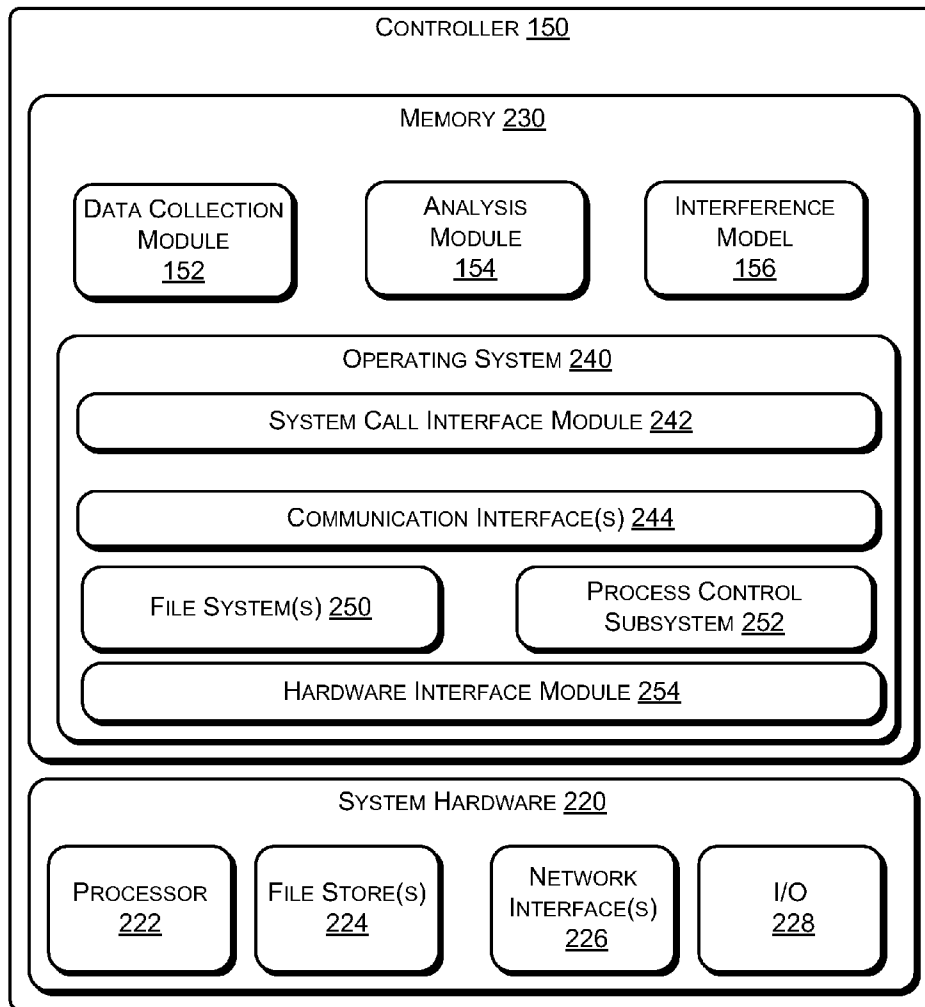 CONTROLLER 150
MEMORY 230
DATA COLLECTION
MODULE
152
ANALYSIS
MODULE
154
INTERFERENCE
MODEL
156
OPERATING SYSTEM 240
SYSTEM CALL INTERFACE MODULE 242
COMMUNICATION INTERFACE(S) 244
FILE SYSTEM(S) 250
PROCESS CONTROL
SUBSYSTEM 252
HARDWARE INTERFACE MODULE 254
SYSTEM HARDWARE 220
PROCESSOR
222
FILE STORE(S)
224
NETWORK
INTERFACE(S)
226
I/O
228